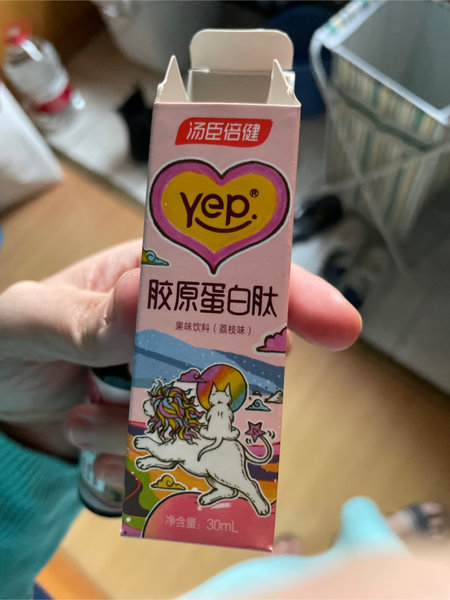 汤臣倍健
Yep.®
胶原蛋白肽
果味饮料（荔枝味）
净含量：30mL